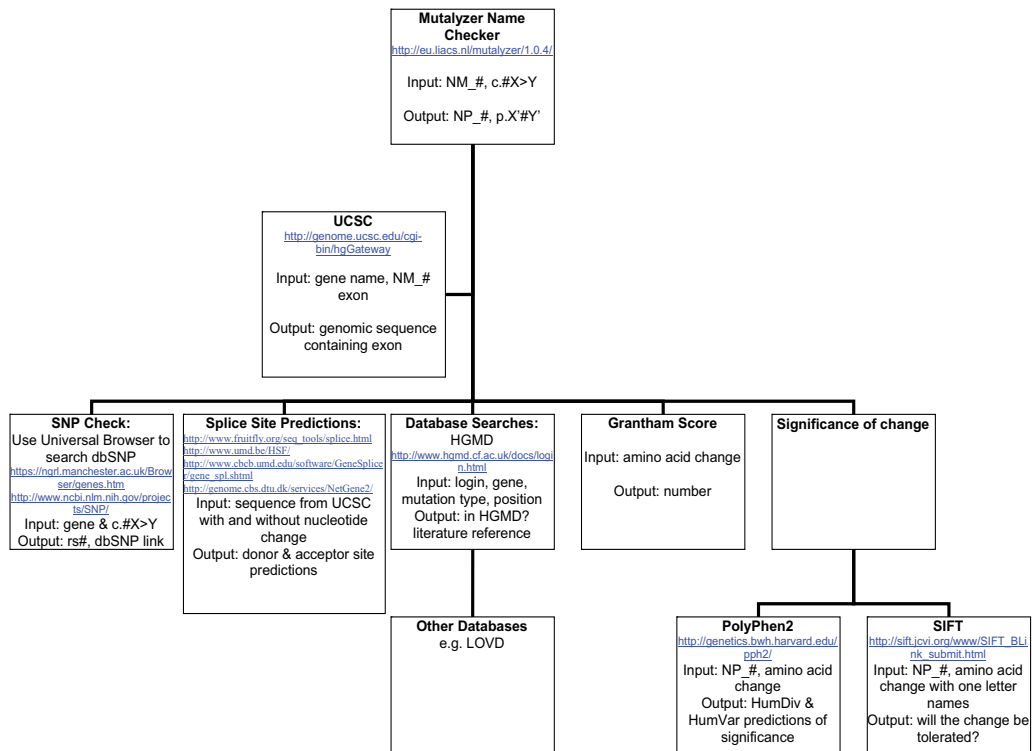 Mutalyzer Name
Checker
http://eu.liacs.nl/mutalyzer/1.0.4/
Input: NM_#, c.#X>Y
Output: NP_#, p.X'#Y'
UCSC
http://genome.ucsc.edu/cgi-
bin/hgGateway
Input: gene name, NM_#
exon
Output: genomic sequence
containing exon
SNP Check:
Use Universal Browser to
search dbSNP
https://ngrl.manchester.ac.uk/Brow
ser/genes.htm
http://www.ncbi.nlm.nih.gov/projec
ts/SNP/
Input: gene & c.#X>Y
Output: rs#, dbSNP link
Splice Site Predictions:
http://www.fruitfly.org/seq_tools/splice.html
http://www.umd.be/HSF/
http://www.cbcb.umd.edu/software/GeneSplice
r/gene_spl.shtml
http://genome.cbs.dtu.dk/services/NetGene2/
Input: sequence from UCSC
with and without nucleotide
change
Output: donor & acceptor site
predictions
Database Searches:
HGMD
http://www.hgmd.cf.ac.uk/docs/logi
n.html
Input: login, gene,
mutation type, position
Output: in HGMD?
literature reference
Grantham Score
Input: amino acid change
Output: number
Significance of change
Other Databases
e.g. LOVD
PolyPhen2
http://genetics.bwh.harvard.edu/
pph2/
Input: NP_#, amino acid
change
Output: HumDiv &
HumVar predictions of
significance
SIFT
http://sift.jcvi.org/www/SIFT_BLi
nk_submit.html
Input: NP_#, amino acid
change with one letter
names
Output: will the change be
tolerated?